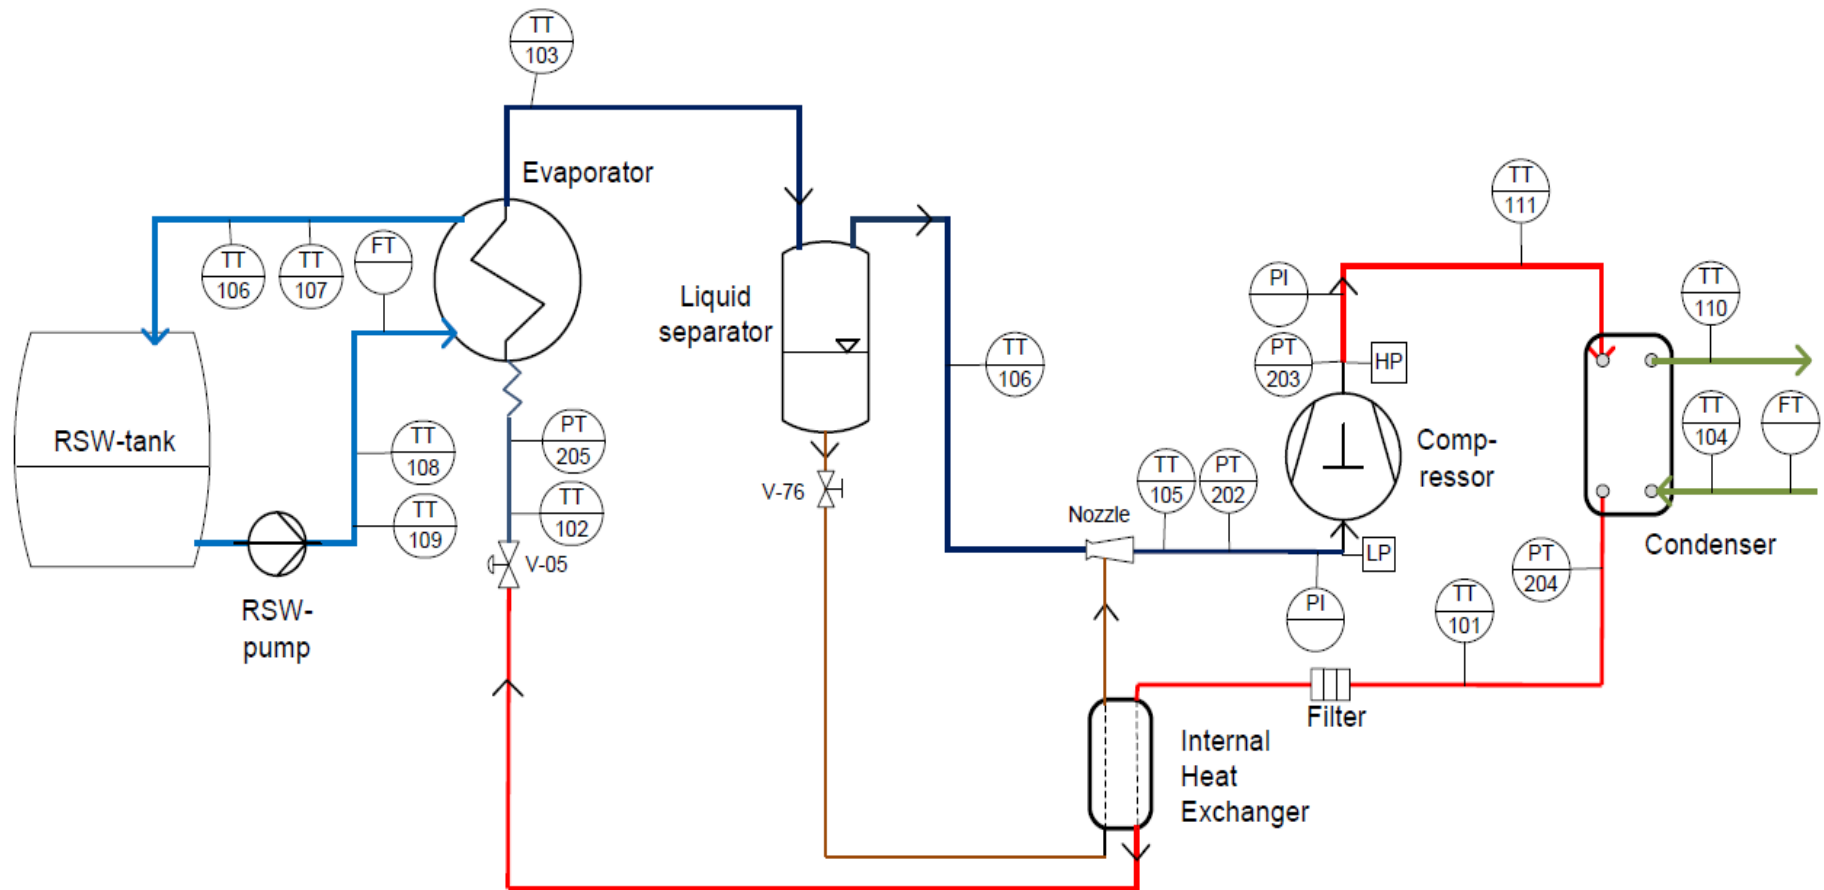 TT
103
Evaporator
TT
111
FT
TT
106
TT
107
PI
TT
110
Liquid
separator
PT
203
HP
TT
106
RSW-tank
TT
108
PT
205
Comp-
ressor
TT
104
FT
V-76
TT
105
PT
202
TT
109
TT
102
Nozzle
LP
Condenser
V-05
PT
204
RSW-
pump
PI
TT
101
Filter
Internal
Heat
Exchanger